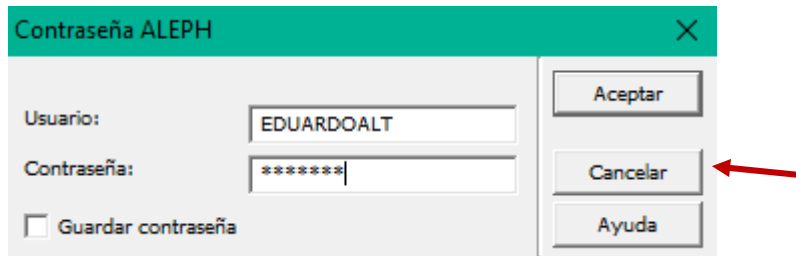 Contraseña ALEPH
Aceptar
Usuario: EDUARDOALT
Contraseña: *******
Cancelar
Guardar contraseña
Ayuda